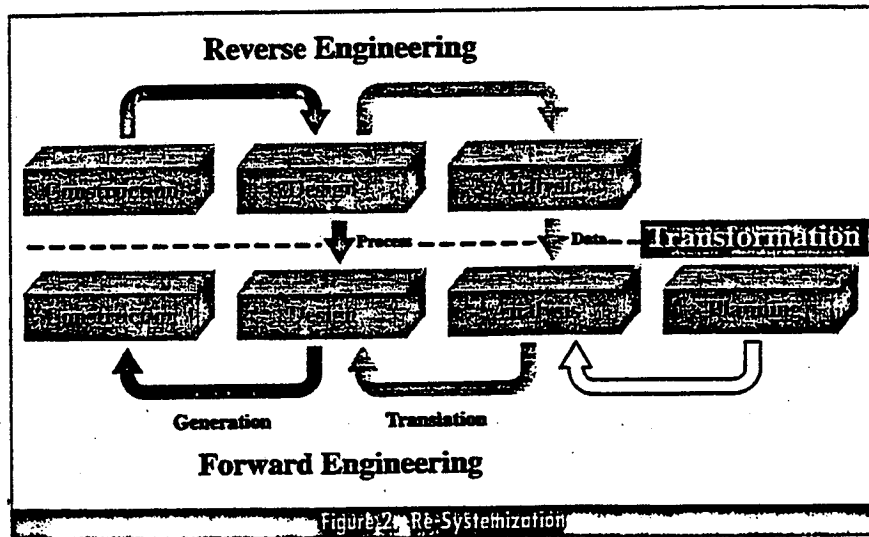 Reverse Engineering
Construction Design Analysis
Process Data Transformation
Construction Design Analysis Planning
Generation Translation
Forward Engineering
Figure 2. Re-Systemization